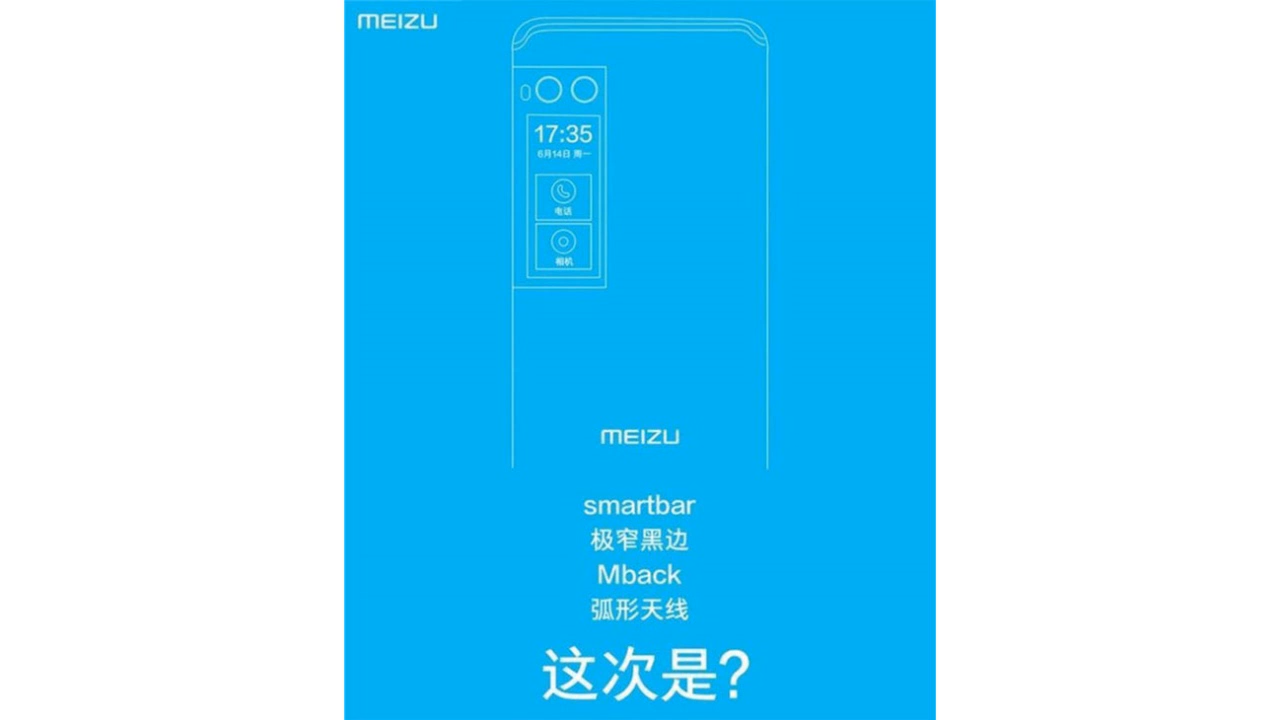 MEIZU
17:35
6月14日 周一
电话
相机
MEIZU
smartbar
极窄黑边
Mback
弧形天线
这次是?